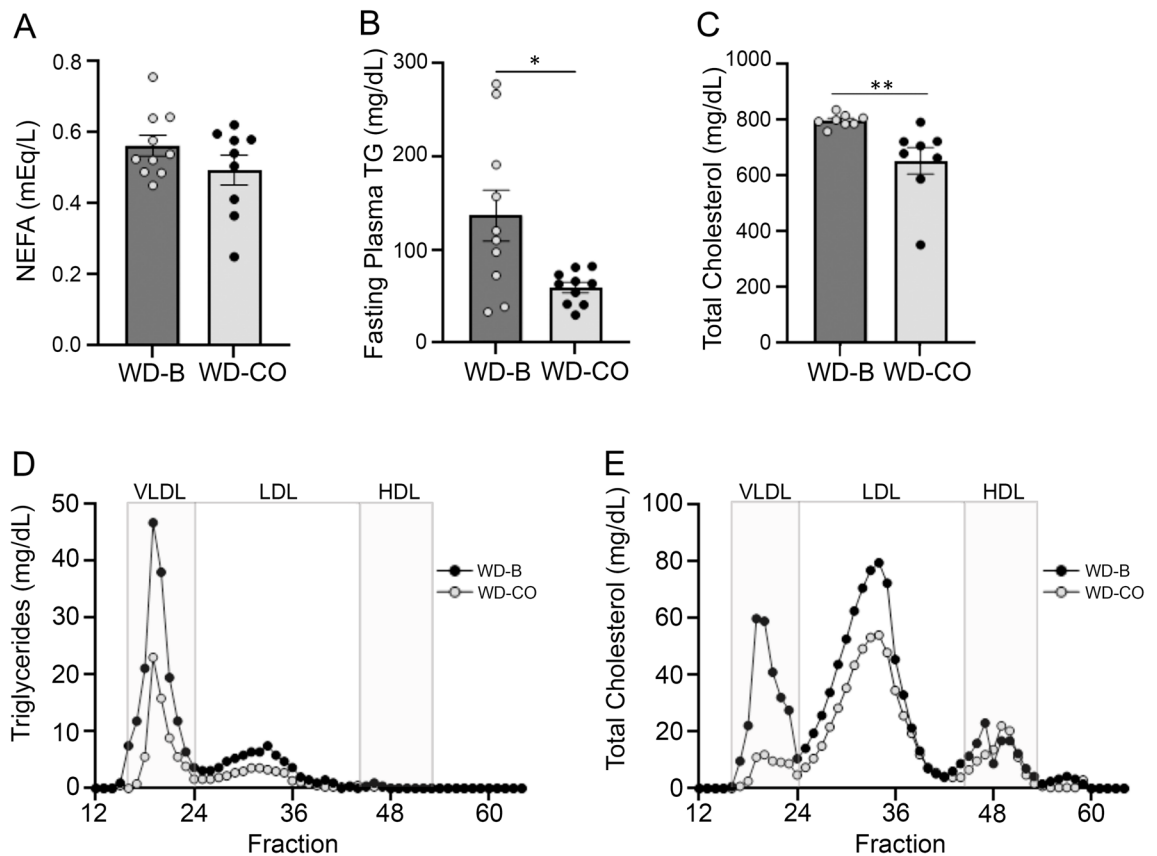 A
NEFA (mEq/L)
0.8
0.6
0.4
0.2
0.0
WD-B WD-CO
B
Fasting Plasma TG (mg/dL)
300
200
100
0
*
WD-B WD-CO
C
Total Cholesterol (mg/dL)
1000
800
600
400
200
0
**
WD-B WD-CO
D
VLDL LDL HDL
Triglycerides (mg/dL)
50
40
30
20
10
0
12 24 36 48 60
Fraction
WD-B
WD-CO
E
VLDL LDL HDL
Total Cholesterol (mg/dL)
100
80
60
40
20
0
12 24 36 48 60
Fraction
WD-B
WD-CO